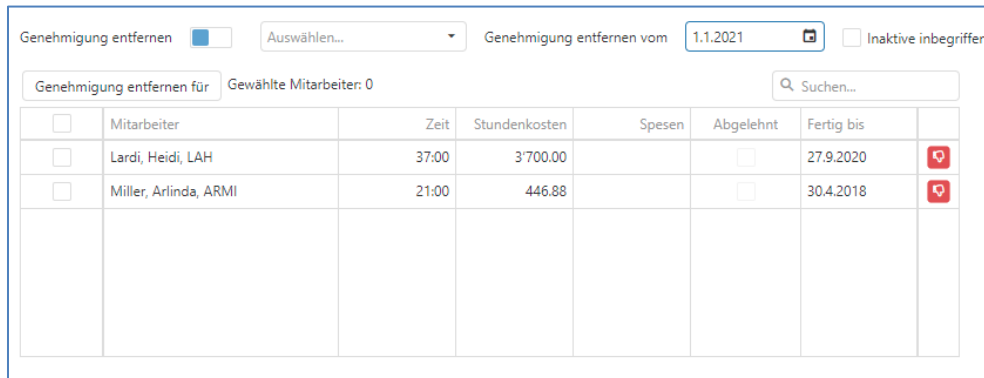 Genehmigung entfernen Auswählen... Genehmigung entfernen vom 1.1.2021 Inaktive inbegriffen
Genehmigung entfernen für Gewählte Mitarbeiter: 0 Suchen...
Mitarbeiter Zeit Stundenkosten Spesen Abgelehnt Fertig bis
Lardi, Heidi, LAH 37:00 3'700.00 27.9.2020
Miller, Arlinda, ARMI 21:00 446.88 30.4.2018